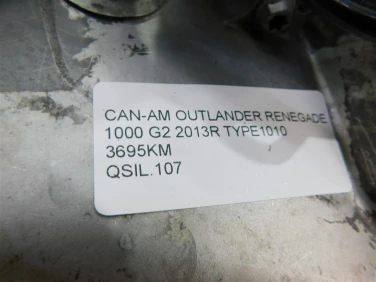 CAN-AM OUTLANDER RENEGADE
1000 G2 2013R TYPE1010
3695KM
QSIL.107